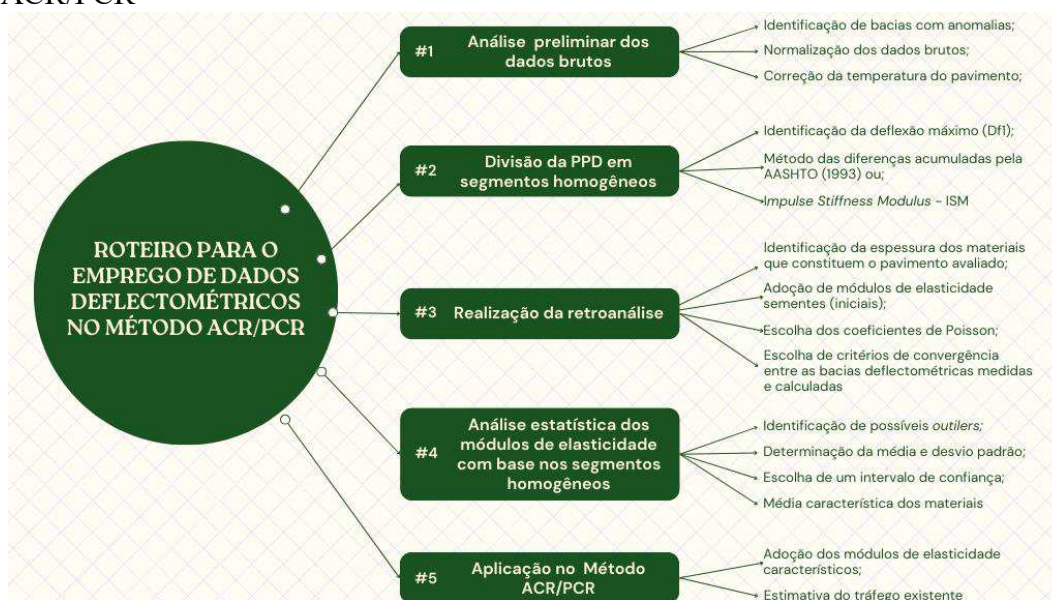 ACR/PCR
ROTEIRO PARA O
EMPREGO DE DADOS
DEFLECTOMÉTRICOS
NO MÉTODO ACR/PCR
#1 Análise preliminar dos
dados brutos
Identificação de bacias com anomalias;
Normalização dos dados brutos;
Correção da temperatura do pavimento;
#2 Divisão da PPD em
segmentos homogêneos
Identificação da deflexão máximo (Df1);
Método das diferenças acumuladas pela
AASHTO (1993) ou;
Impulse Stiffness Modulus - ISM
#3 Realização da retroanálise
Identificação da espessura dos materiais
que constituem o pavimento avaliado;
Adoção de módulos de elasticidade
sementes (iniciais);
Escolha dos coeficientes de Poisson;
Escolha de critérios de convergência
entre as bacias deflectométricas medidas
e calculadas
#4 Análise estatística dos
módulos de elasticidade
com base nos segmentos
homogêneos
Identificação de possíveis outilers;
Determinação da média e desvio padrão;
Escolha de um intervalo de confiança;
Média característica dos materiais
#5 Aplicação no Método
ACR/PCR
Adoção dos módulos de elasticidade
característicos;
Estimativa do tráfego existente